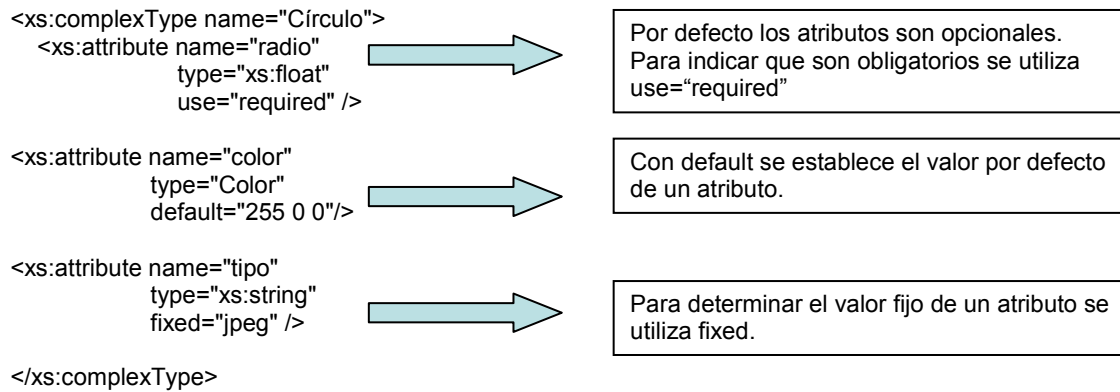 <xs:complexType name="Círculo">
<xs:attribute name="radio"
type="xs:float"
use="required" />
Por defecto los atributos son opcionales.
Para indicar que son obligatorios se utiliza
use=“required”
<xs:attribute name="color"
type="Color"
default="255 0 0"/>
Con default se establece el valor por defecto
de un atributo.
<xs:attribute name="tipo"
type="xs:string"
fixed="jpeg" />
Para determinar el valor fijo de un atributo se
utiliza fixed.
</xs:complexType>